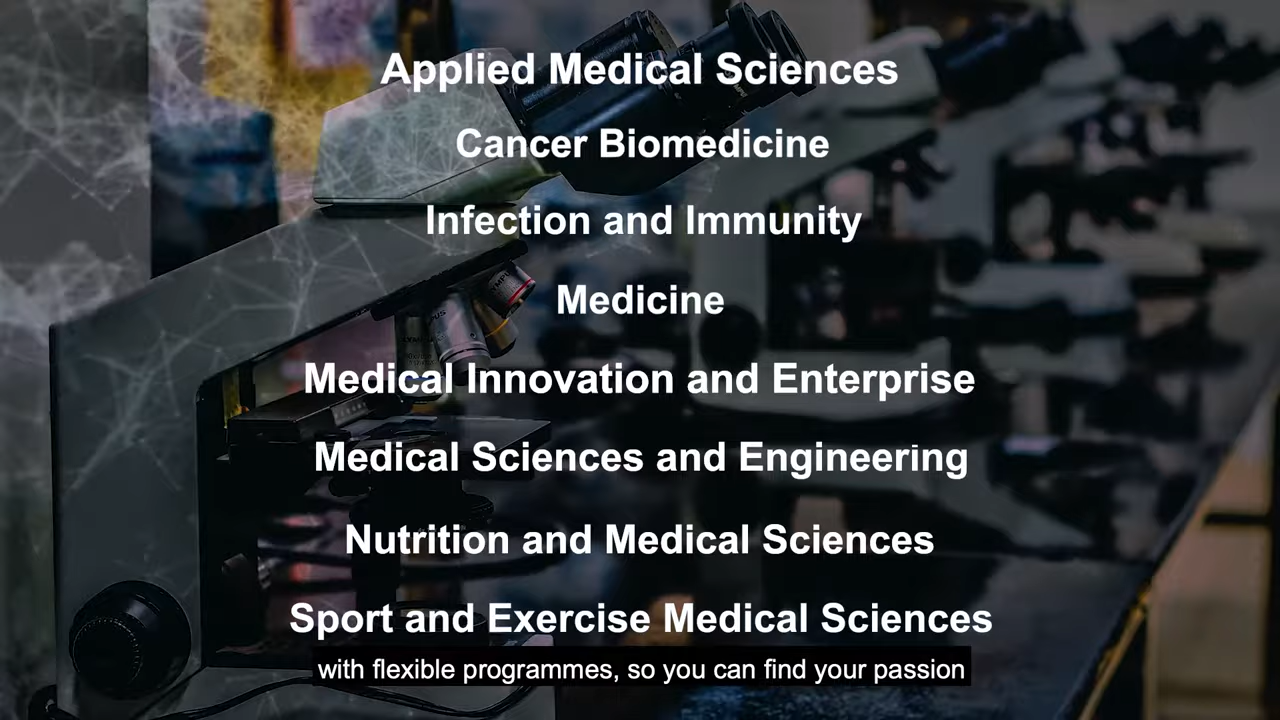 Applied Medical Sciences
Cancer Biomedicine
Infection and Immunity
Medicine
Medical Innovation and Enterprise
Medical Sciences and Engineering
Nutrition and Medical Sciences
Sport and Exercise Medical Sciences
with flexible programmes, so you can find your passion